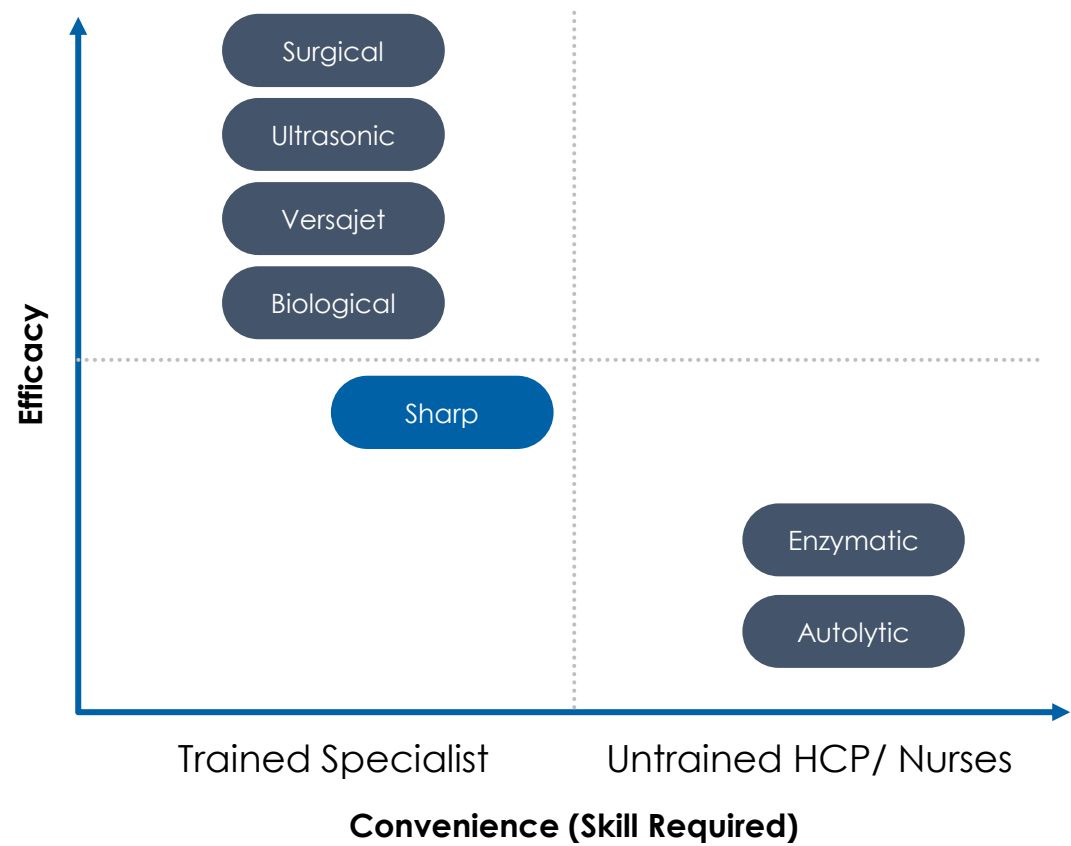 Surgical
Ultrasonic
Versajet
Biological
Efficacy
Sharp
Enzymatic
Autolytic
Trained Specialist
Untrained HCP/ Nurses
Convenience (Skill Required)